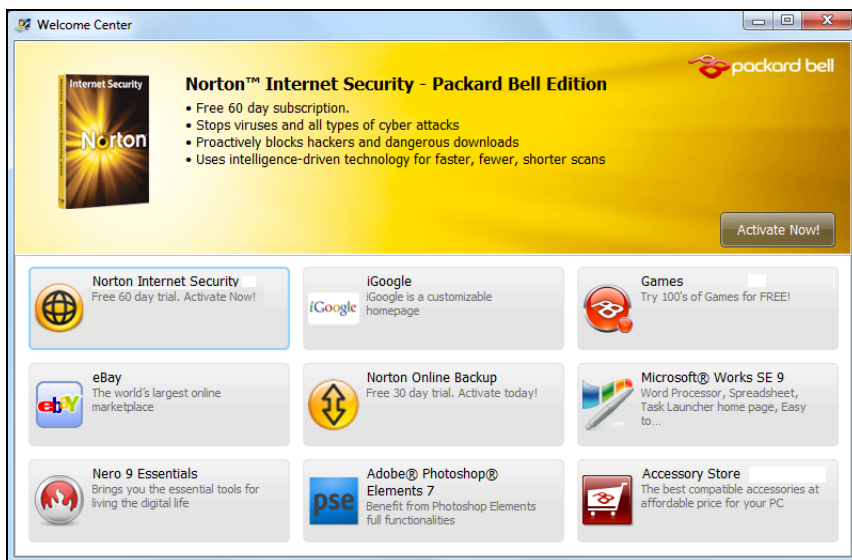 Welcome Center
packard bell
Internet Security
Norton
Norton™ Internet Security - Packard Bell Edition
• Free 60 day subscription.
• Stops viruses and all types of cyber attacks
• Proactively blocks hackers and dangerous downloads
• Uses intelligence-driven technology for faster, fewer, shorter scans
Activate Now!
Norton Internet Security
Free 60 day trial. Activate Now!
iGoogle
iGoogle
iGoogle is a customizable
homepage
Games
Try 100's of Games for FREE!
ebY
eBay
The world's largest online
marketplace
Norton Online Backup
Free 30 day trial. Activate today!
Microsoft® Works SE 9
Word Processor, Spreadsheet,
Task Launcher home page, Easy
to...
Nero 9 Essentials
Brings you the essential tools for
living the digital life
pse
Adobe® Photoshop®
Elements 7
Benefit from Photoshop Elements
full functionalities
Accessory Store
The best compatible accessories at
affordable price for your PC